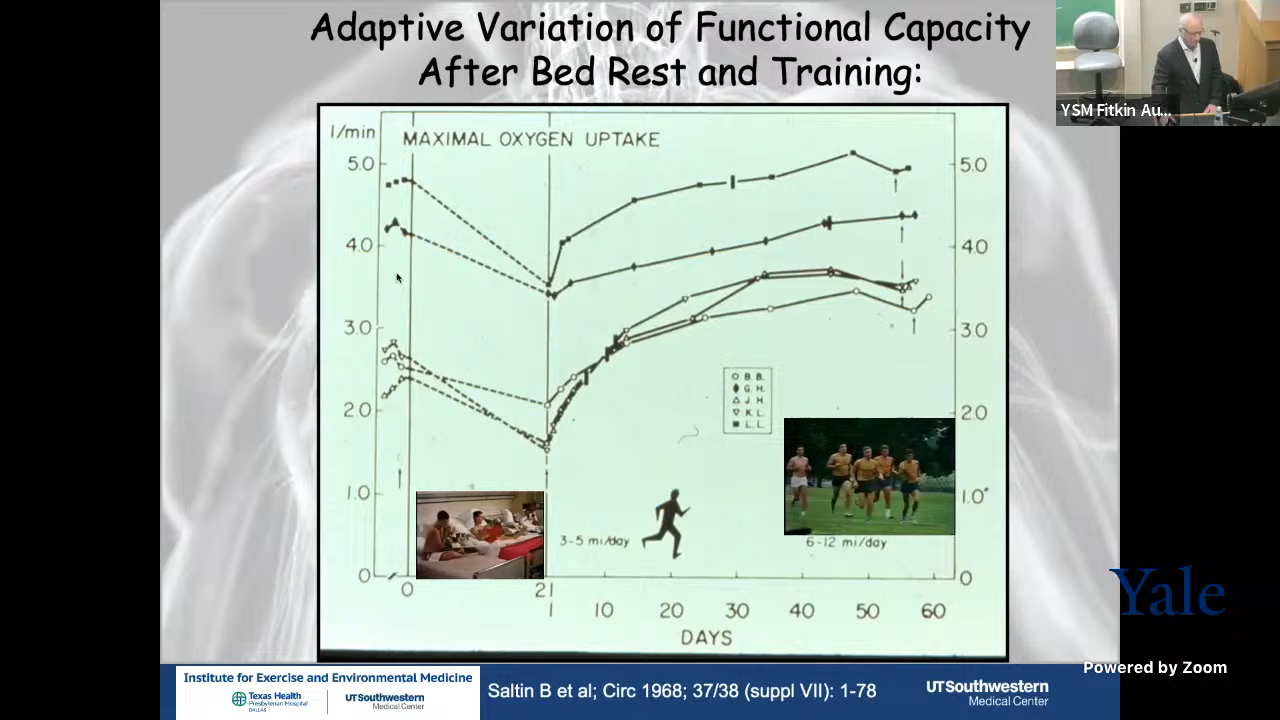 Adaptive Variation of Functional Capacity
After Bed Rest and Training:
YSM Fitkin Au...
l/min
MAXIMAL OXYGEN UPTAKE
5.0
5.0
4.0
4.0
3.0
3.0
2.0
2.0
1.0
1.0
0
0
B.B.
G.H.
J.H.
K.L.
L.L.
3-5 mi/day
6-12 mi/day
0
21
1
10
20
30
40
50
60
DAYS
Yale
Powered by Zoom
Institute for Exercise and Environmental Medicine
Texas Health
Presbyterian Hospital
DALLAS
UTSouthwestern
Medical Center
Saltin B et al; Circ 1968; 37/38 (suppl VII): 1-78
UTSouthwestern
Medical Center